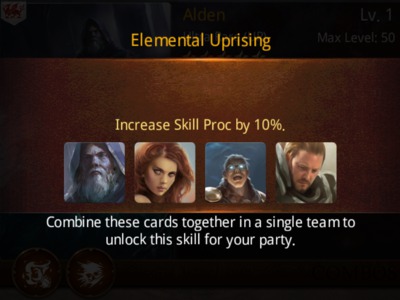 Alden
Lv. 1
Max Level: 50
Elemental Uprising
Increase Skill Proc by 10%.
Combine these cards together in a single team to
unlock this skill for your party.